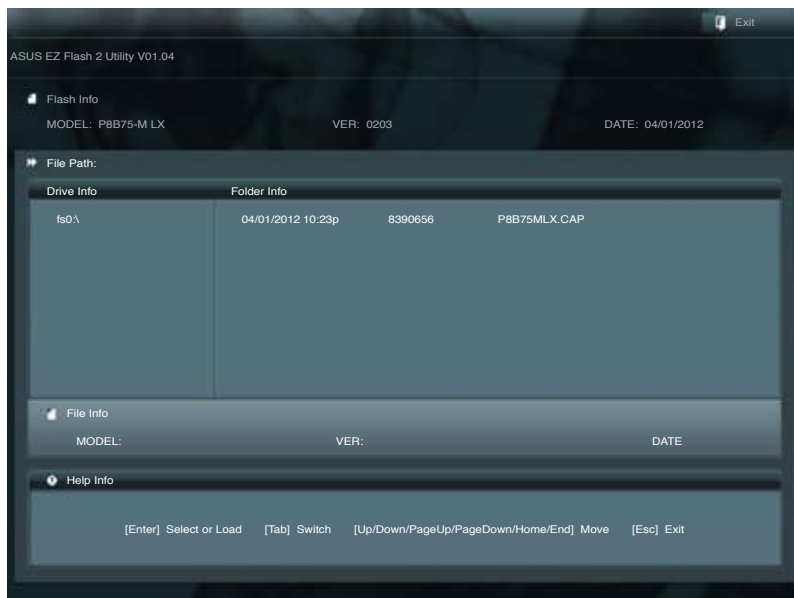 Exit
ASUS EZ Flash 2 Utility V01.04
Flash Info
MODEL: P8B75-M LX VER: 0203 DATE: 04/01/2012
File Path:
Drive Info Folder Info
fs0:\ 04/01/2012 10:23p 8390656 P8B75MLX.CAP
File Info
MODEL: VER: DATE
Help Info
[Enter] Select or Load [Tab] Switch [Up/Down/PageUp/PageDown/Home/End] Move [Esc] Exit